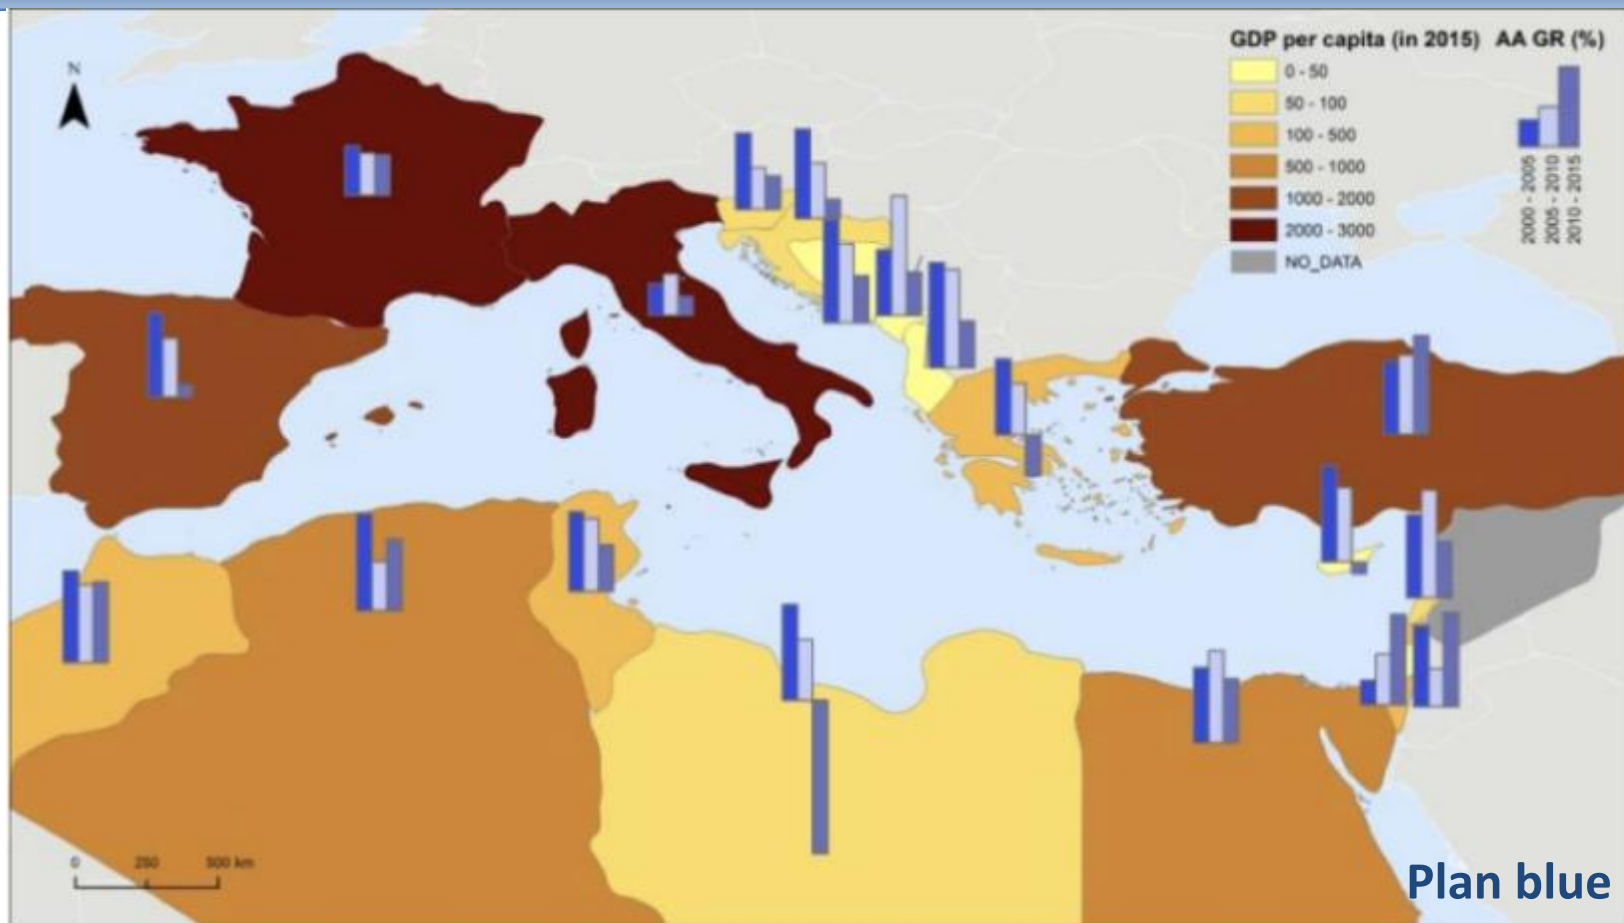 N
GDP per capita (in 2015) AA GR (%)
0 - 50
50 - 100
100 - 500
500 - 1000
1000 - 2000
2000 - 3000
NO_DATA
2000 - 2005
2005 - 2010
2010 - 2015
0 250 500 km
Plan blue